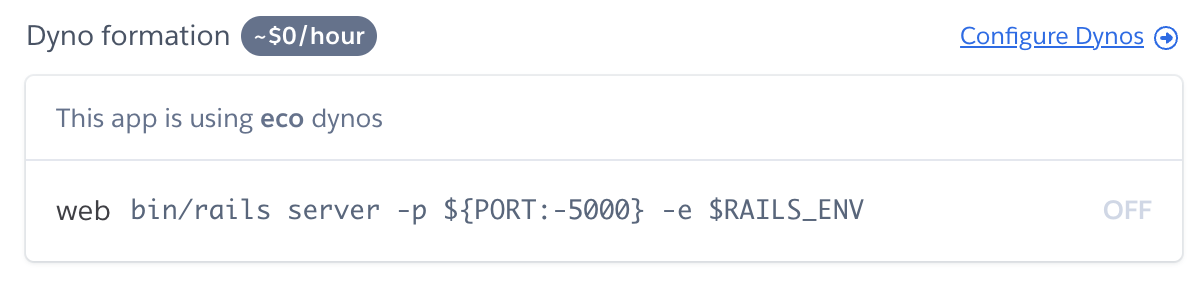 Dyno formation ~$0/hour Configure Dynos
This app is using eco dynos
web bin/rails server -p ${PORT:-5000} -e $RAILS_ENV OFF